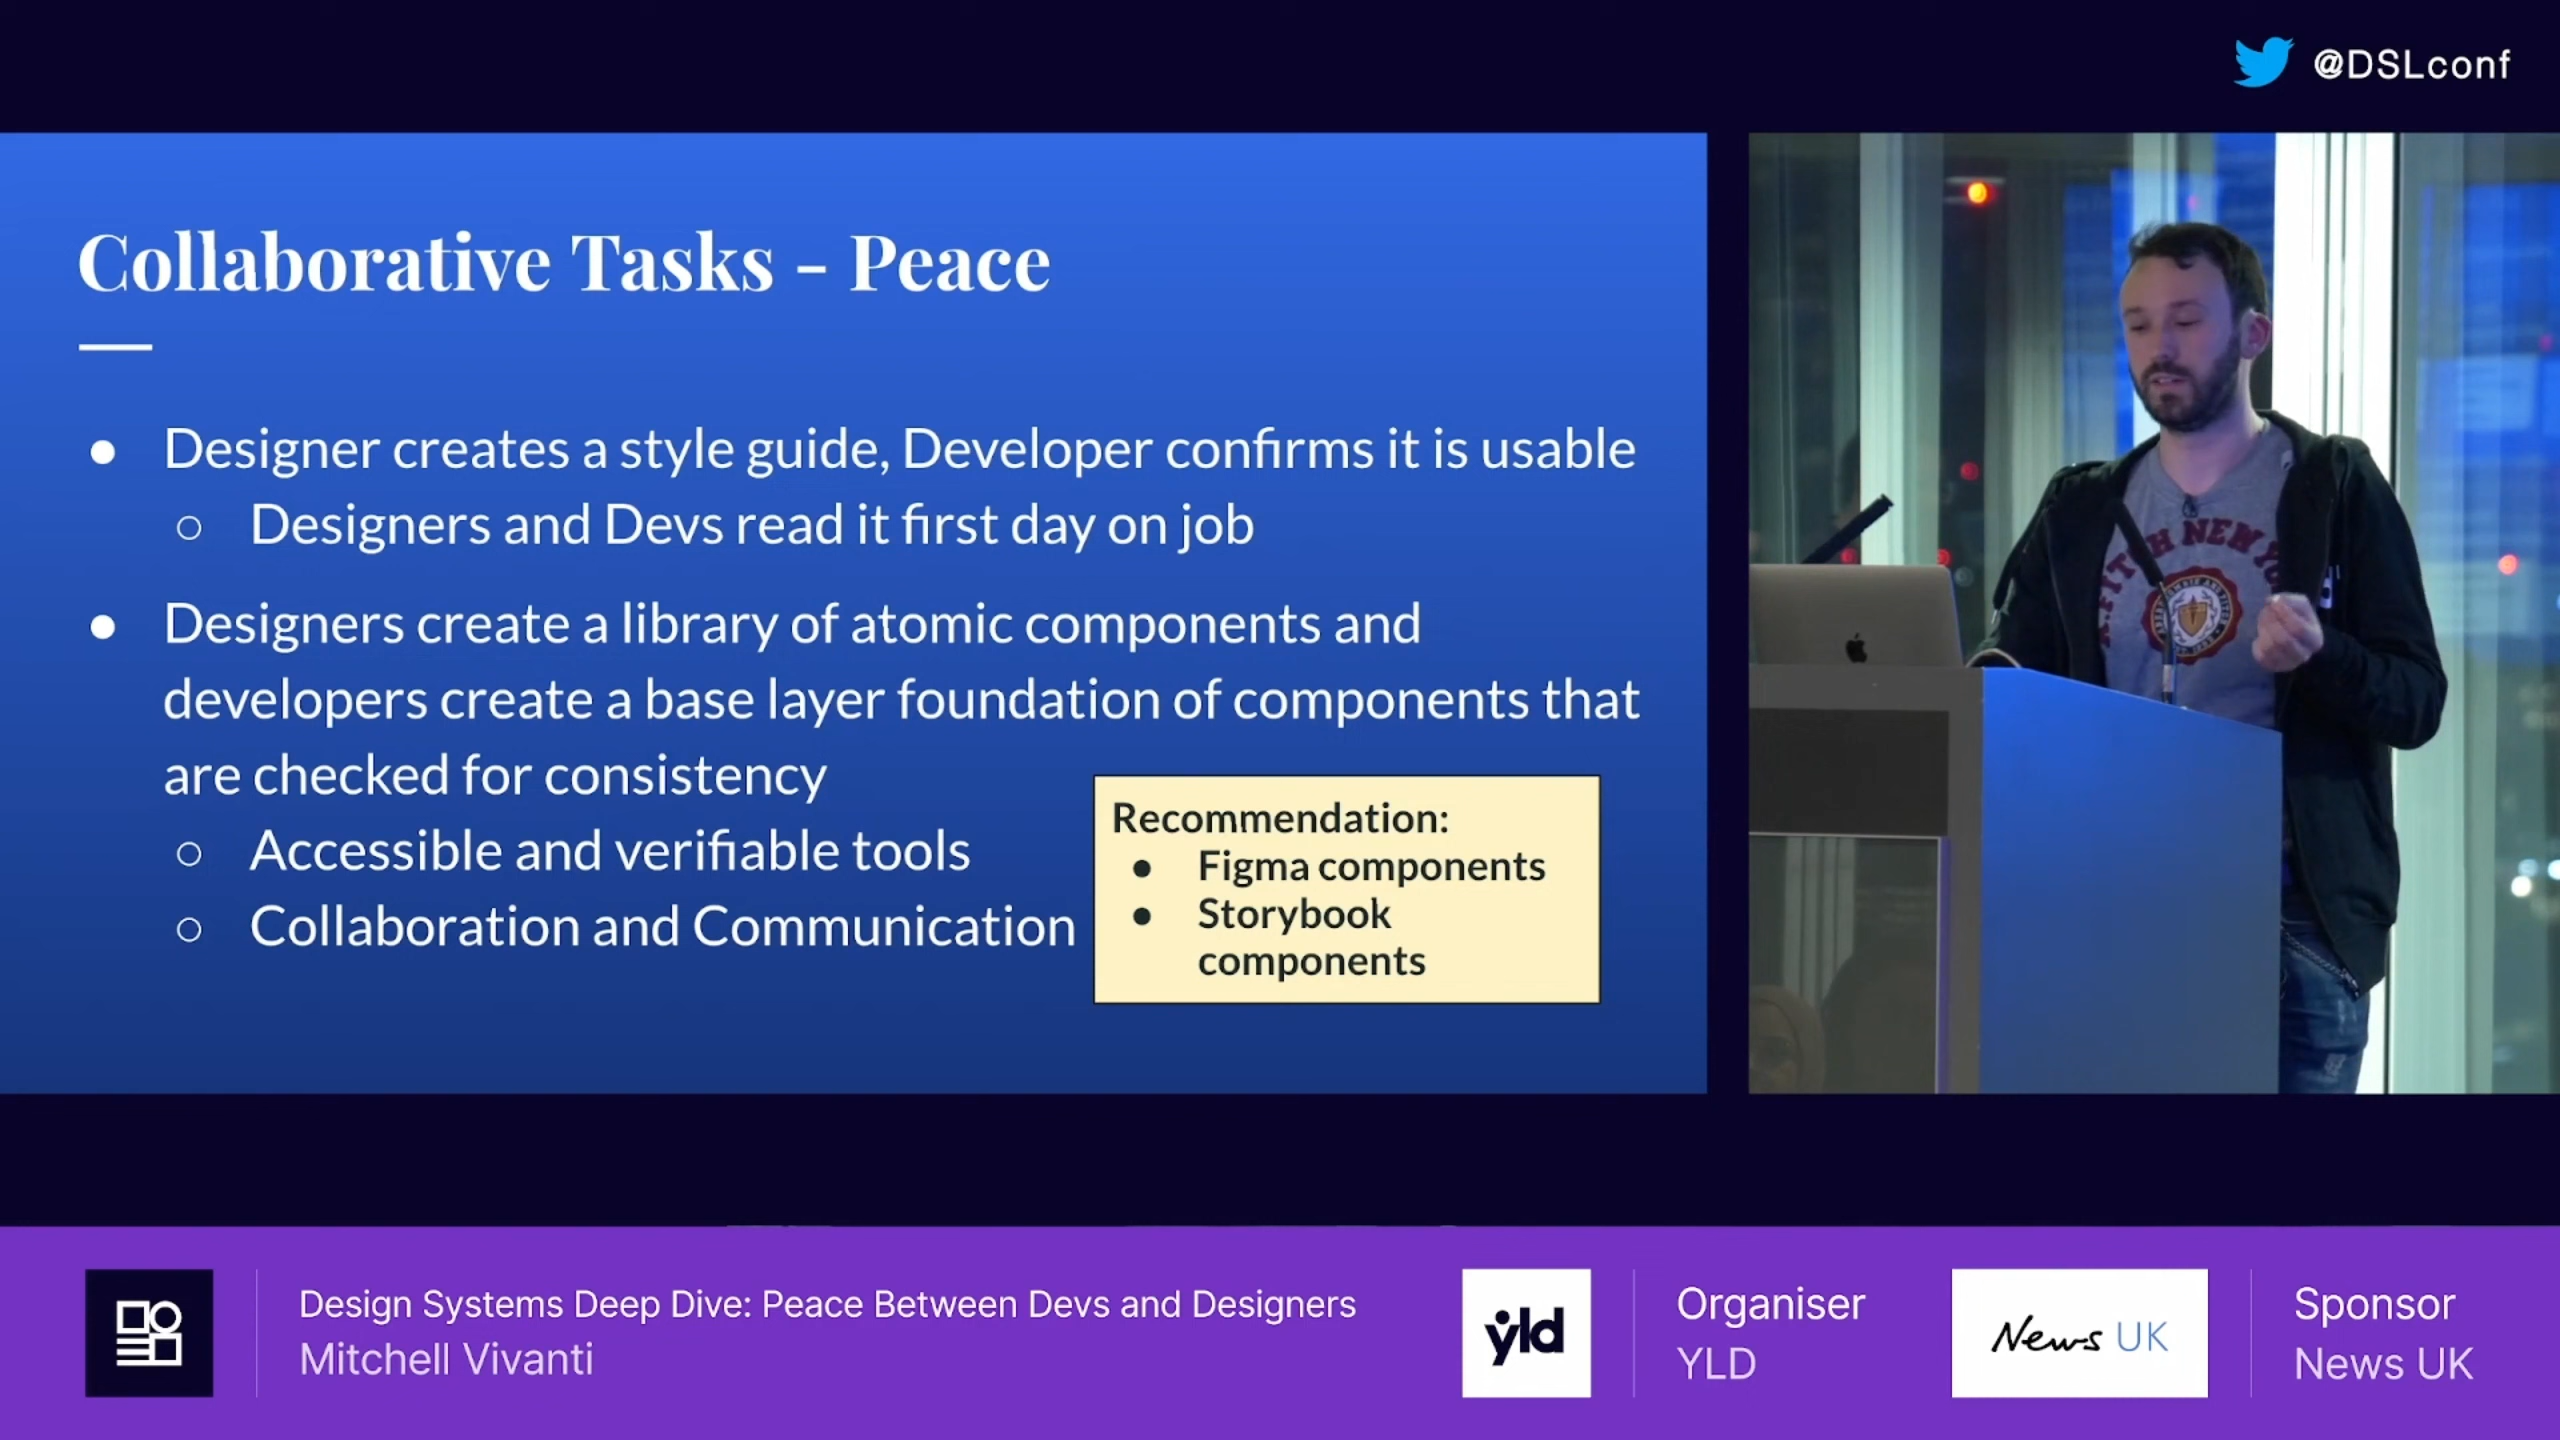 @DSLconf
Collaborative Tasks - Peace
● Designer creates a style guide, Developer confirms it is usable
○ Designers and Devs read it first day on job
● Designers create a library of atomic components and
developers create a base layer foundation of components that
are checked for consistency
○ Accessible and verifiable tools
○ Collaboration and Communication
Recommendation:
● Figma components
● Storybook
components
NEW
Design Systems Deep Dive: Peace Between Devs and Designers
Mitchell Vivanti
yld
Organiser
YLD
News UK
Sponsor
News UK